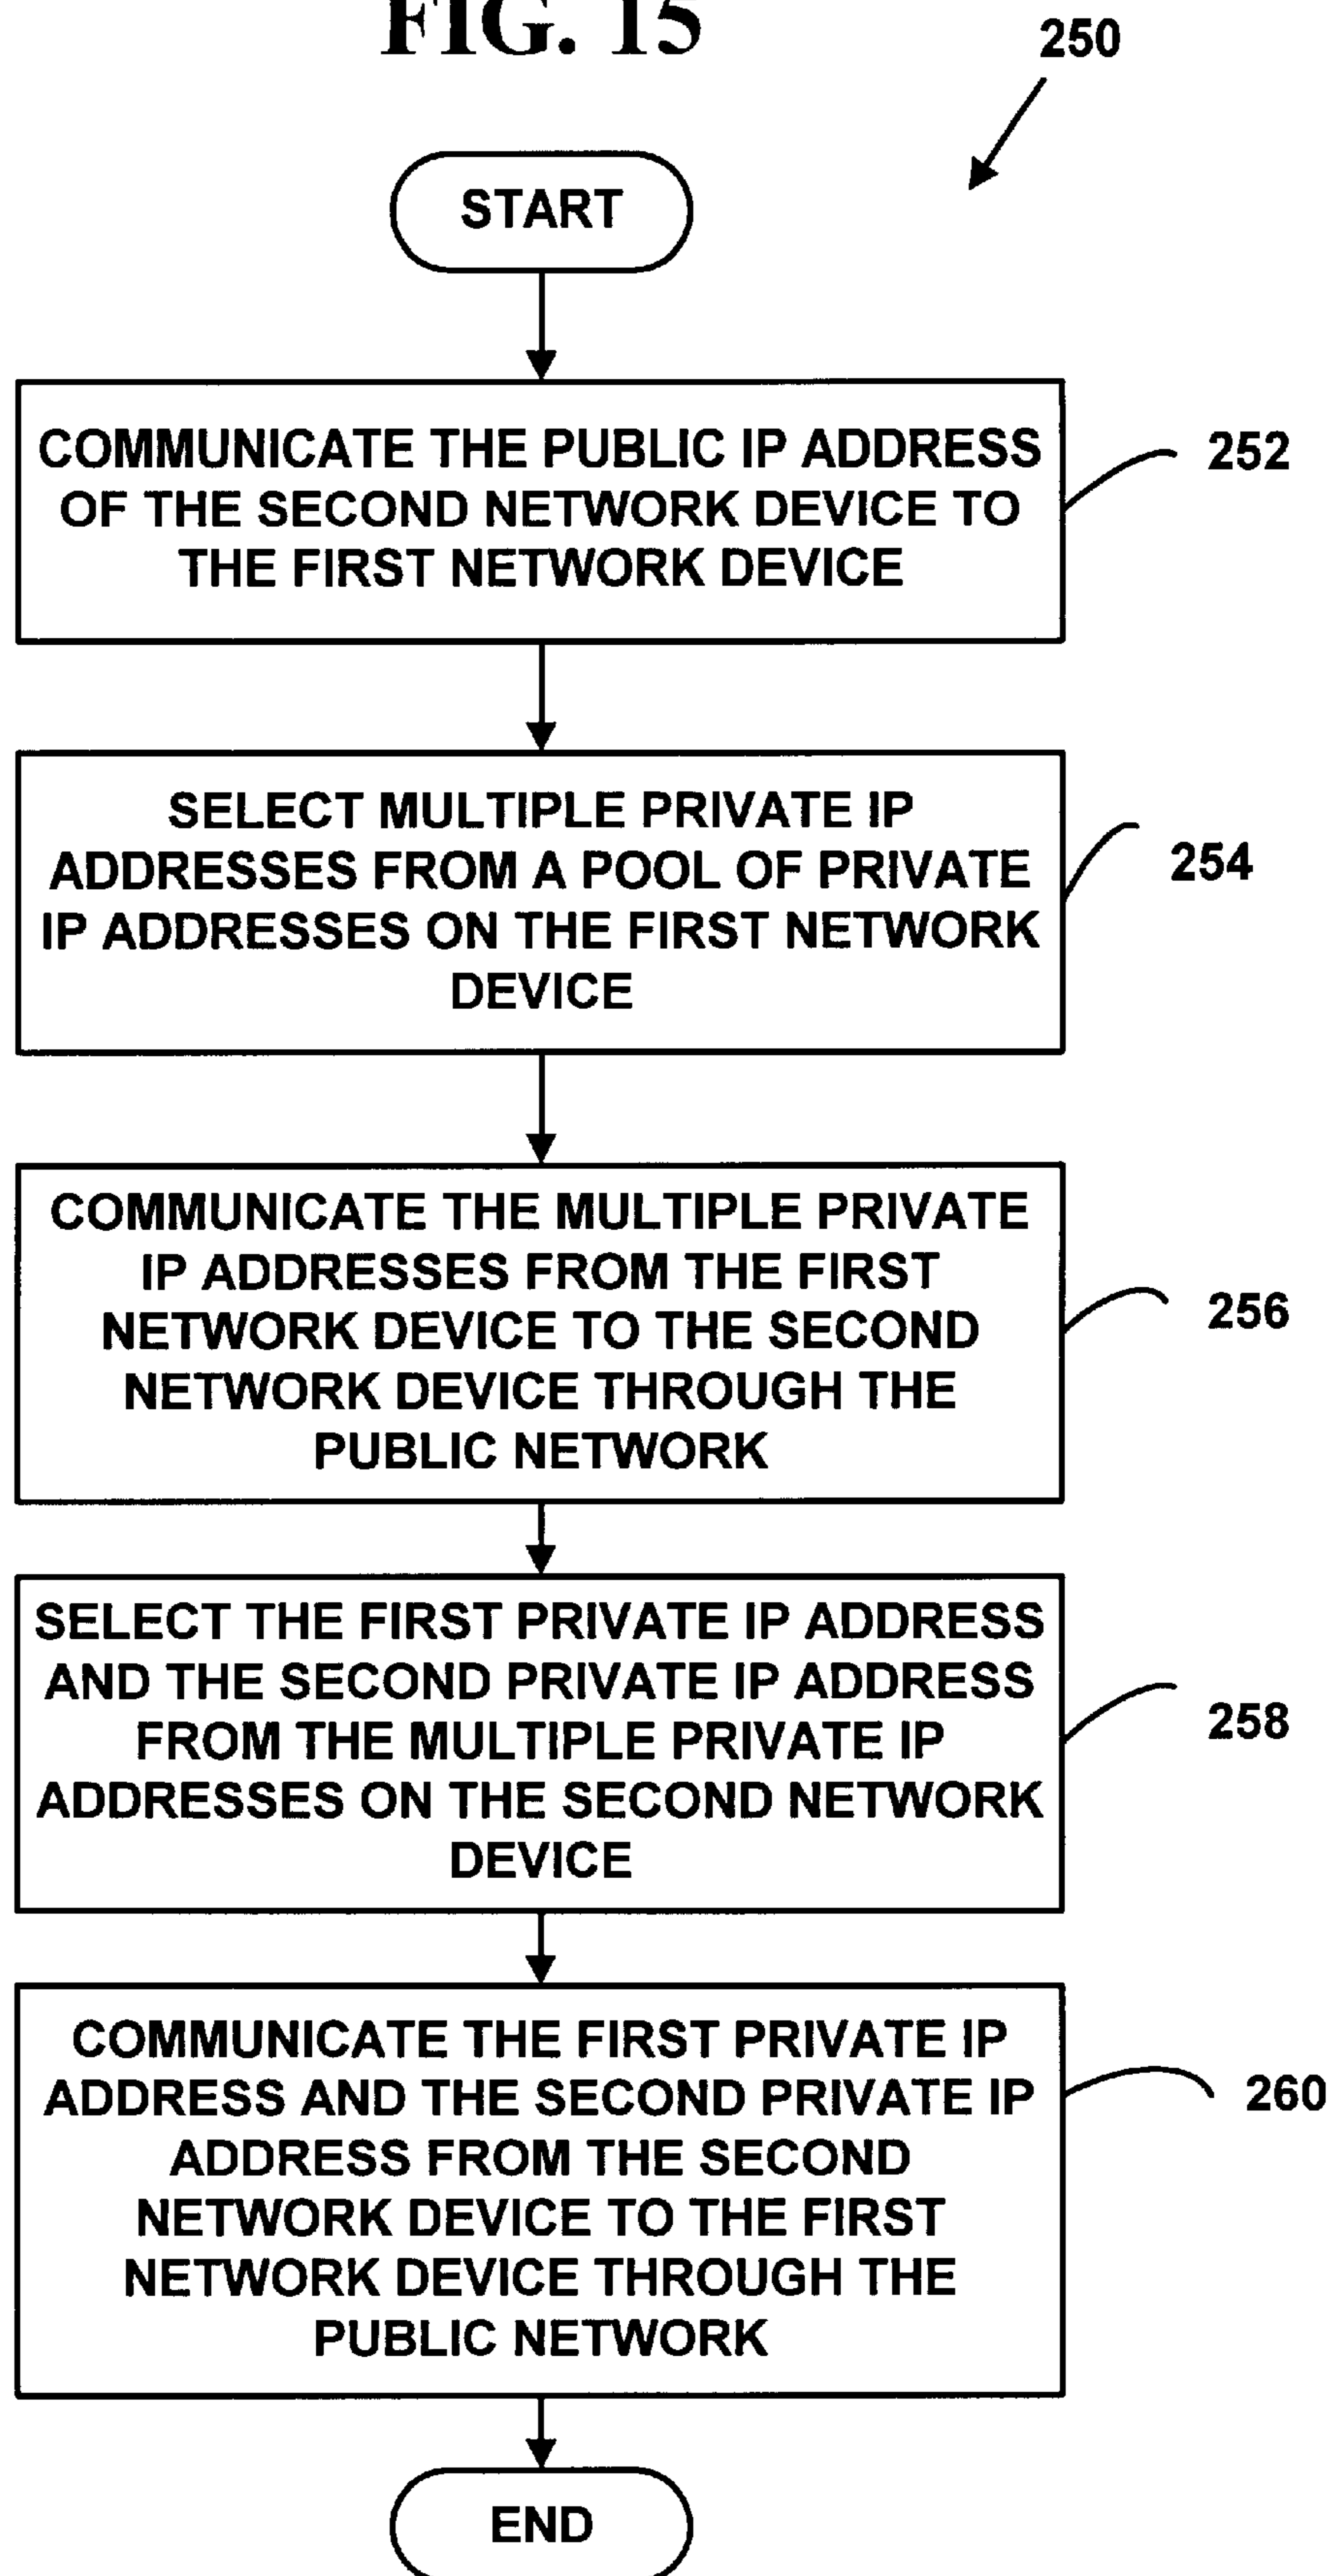 FIG. 15
250
START
COMMUNICATE THE PUBLIC IP ADDRESS
OF THE SECOND NETWORK DEVICE TO
THE FIRST NETWORK DEVICE
252
SELECT MULTIPLE PRIVATE IP
ADDRESSES FROM A POOL OF PRIVATE
IP ADDRESSES ON THE FIRST NETWORK
DEVICE
254
COMMUNICATE THE MULTIPLE PRIVATE
IP ADDRESSES FROM THE FIRST
NETWORK DEVICE TO THE SECOND
NETWORK DEVICE THROUGH THE
PUBLIC NETWORK
256
SELECT THE FIRST PRIVATE IP ADDRESS
AND THE SECOND PRIVATE IP ADDRESS
FROM THE MULTIPLE PRIVATE IP
ADDRESSES ON THE SECOND NETWORK
DEVICE
258
COMMUNICATE THE FIRST PRIVATE IP
ADDRESS AND THE SECOND PRIVATE IP
ADDRESS FROM THE SECOND
NETWORK DEVICE TO THE FIRST
NETWORK DEVICE THROUGH THE
PUBLIC NETWORK
260
END